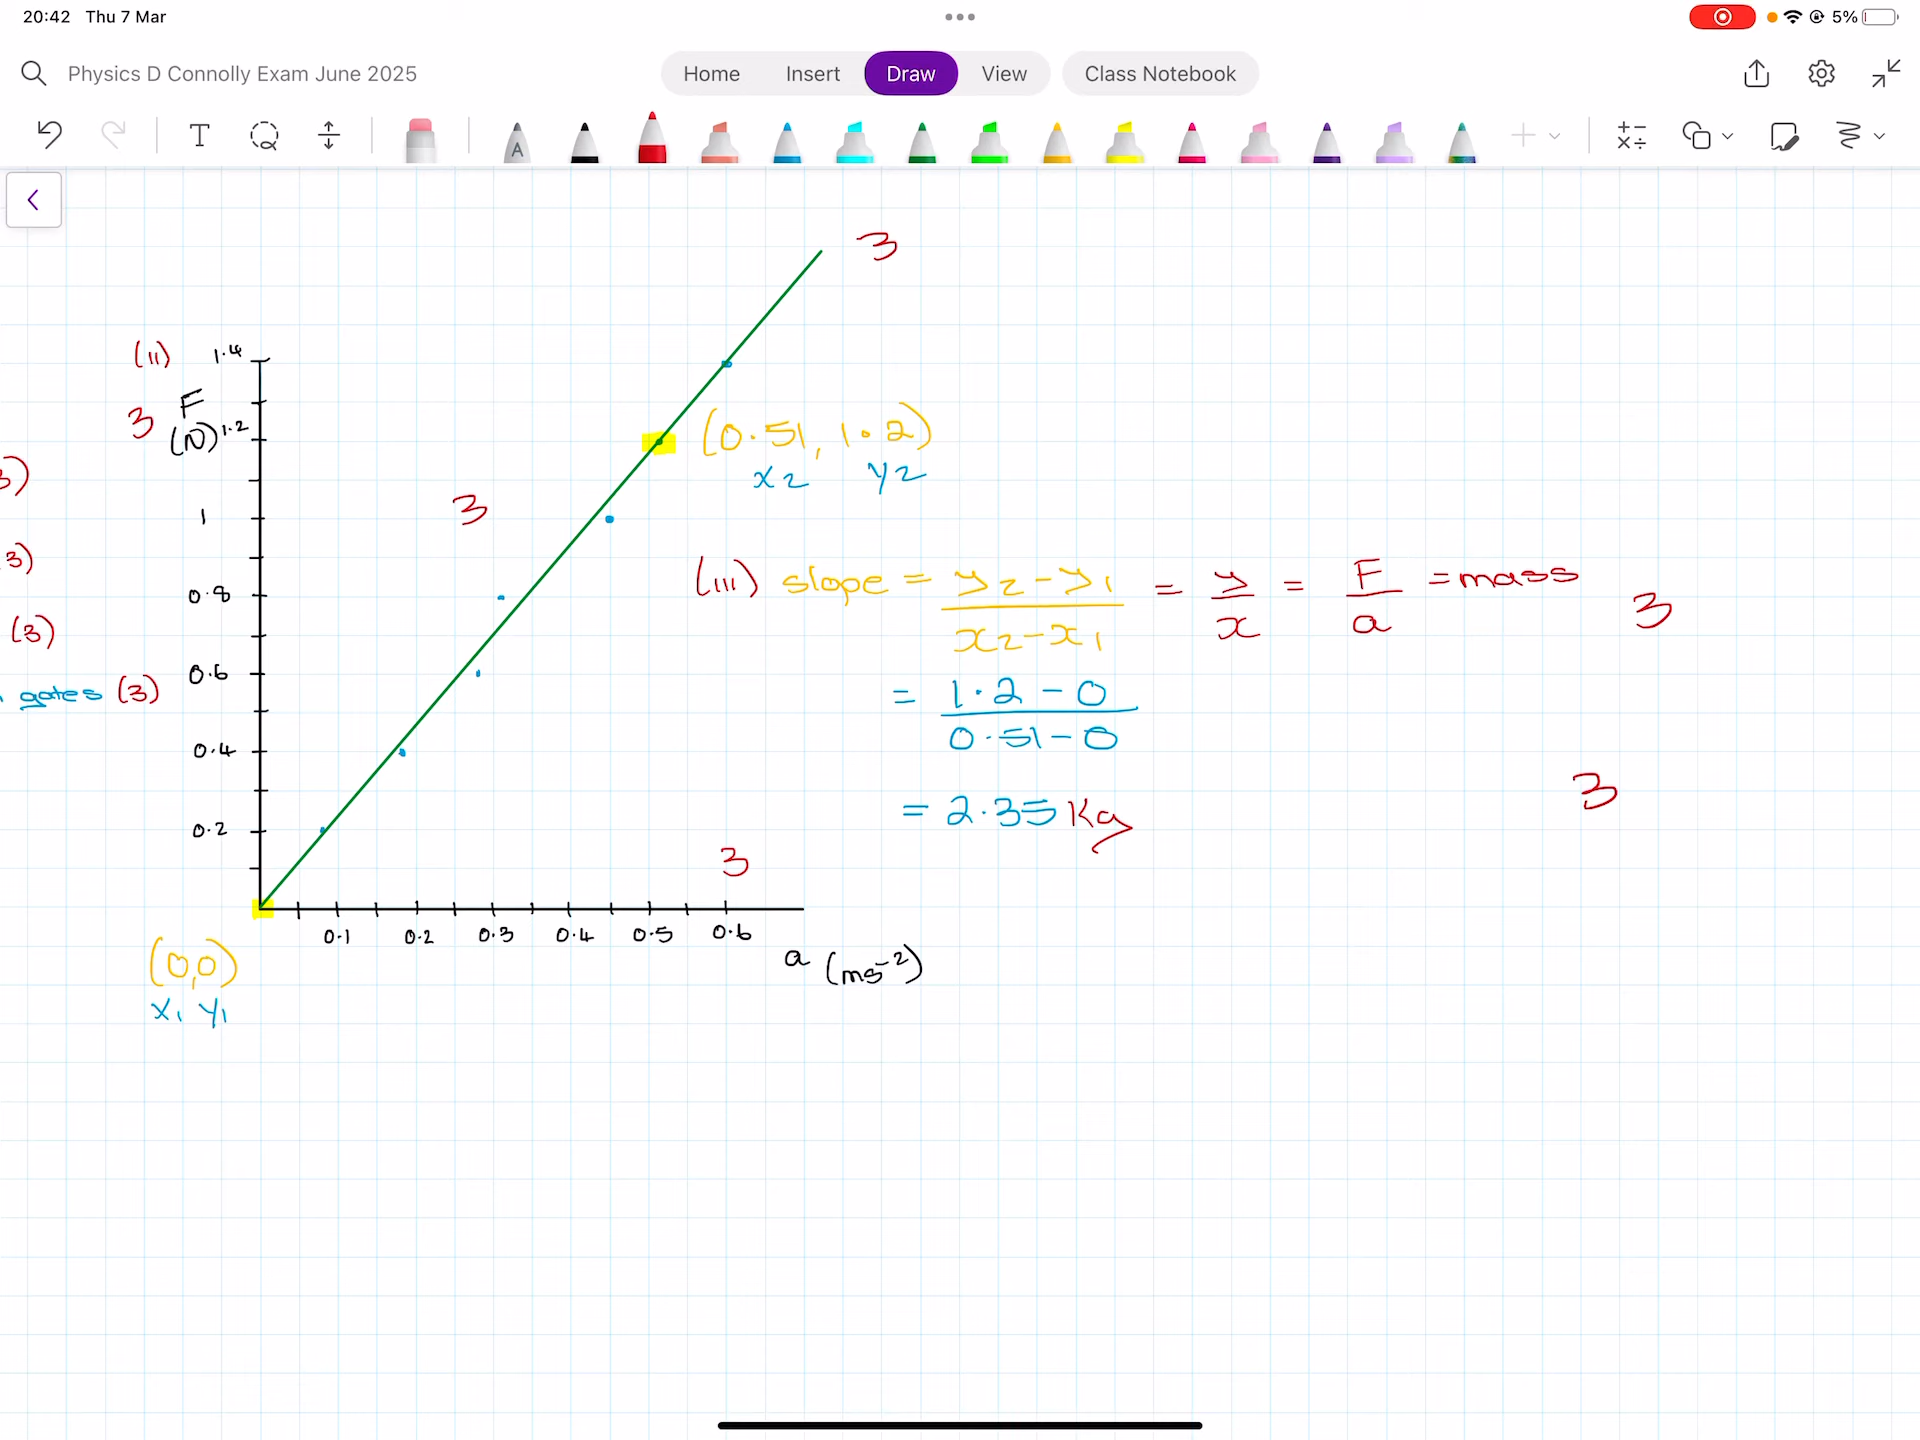 20:42 Thu 7 Mar
5%
Physics D Connolly Exam June 2025
Home Insert Draw View Class Notebook
3
(ii) 1.4
3 F
(N) 1.2
(0.51, 1.2)
x2 y2
3)
3
1
3)
(iii) slope = y2-y1 / x2-x1 = y/x = F/a = mass
3
0.8
(3)
0.6
gates (3)
= 1.2 - 0 / 0.51 - 0
0.4
3
= 2.35 Kg
0.2
3
0.1 0.2 0.3 0.4 0.5 0.6
a (ms-2)
(0,0)
x1 y1